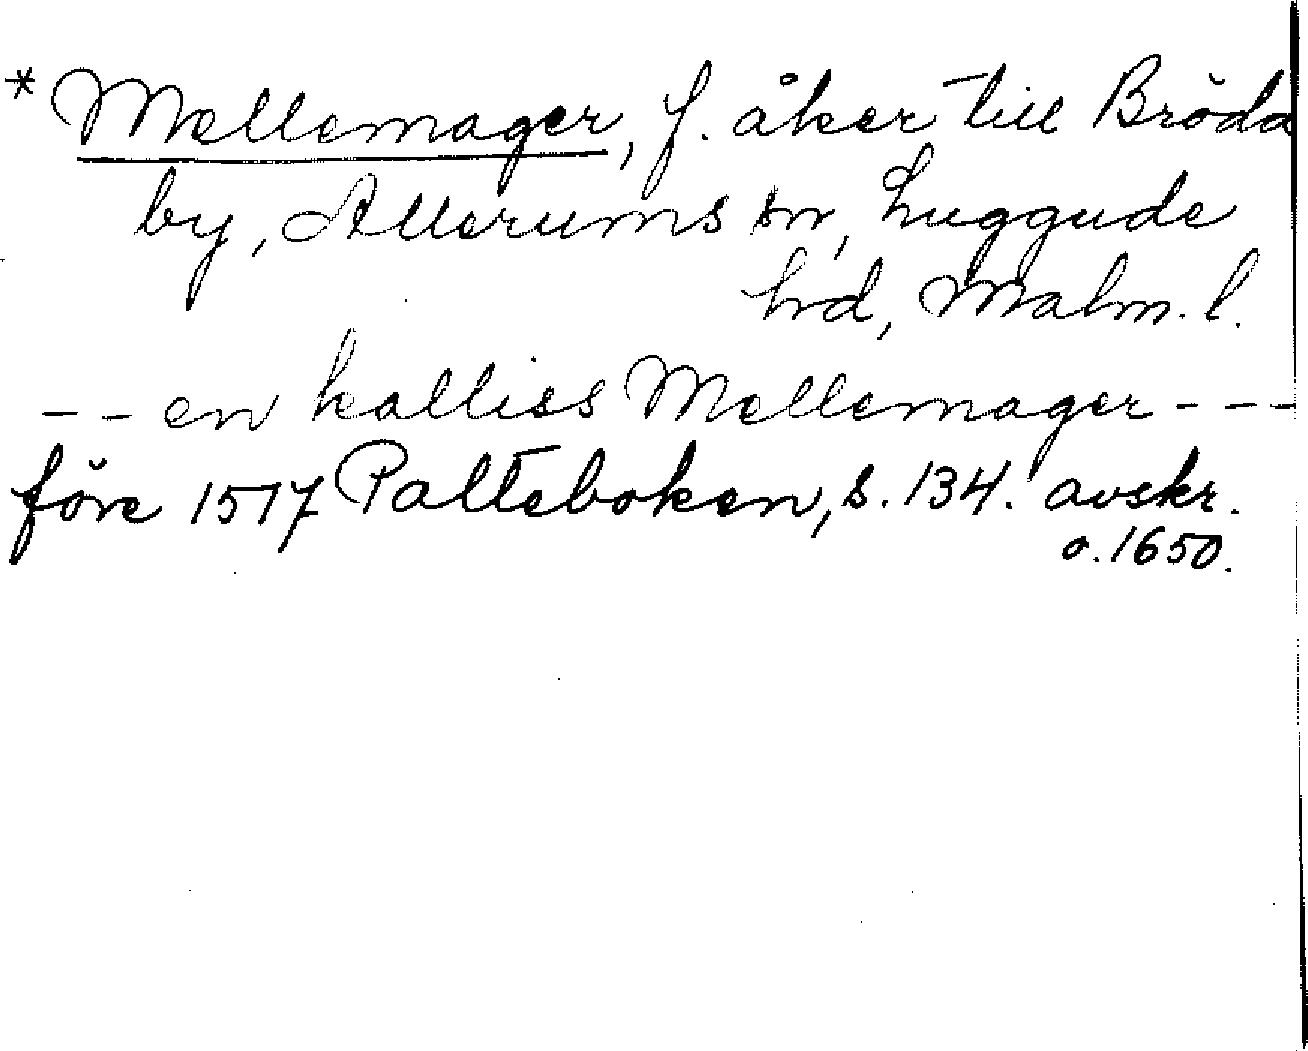 * Mellemager, f. åker till Bröda
by, Allerums sn, Luggude
hd, Malm. l.
-- en kalliss Mellemager ---
före 1517 Palteboken, s. 134. avskr.
o. 1650.